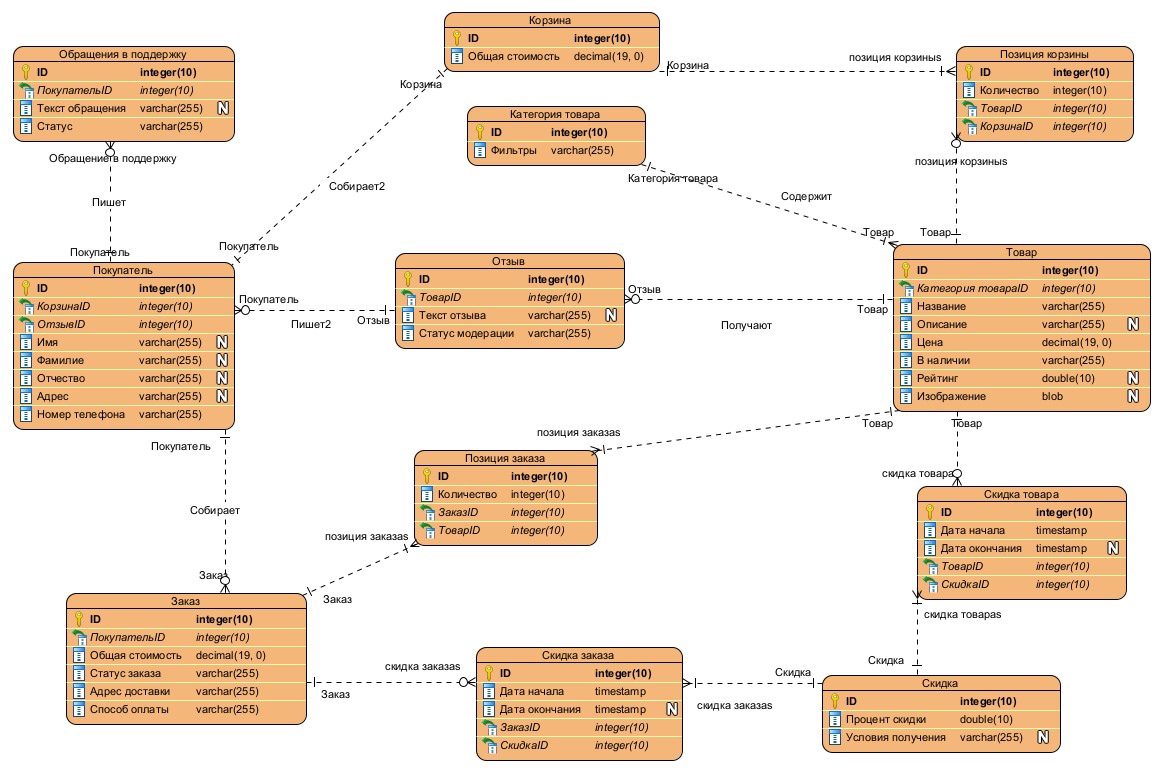 Корзина
ID integer(10)
Общая стоимость decimal(19, 0)
Обращения в поддержку
ID integer(10)
ПокупательID integer(10)
Текст обращения varchar(255) N
Статус varchar(255)
Позиция корзины
ID integer(10)
Количество integer(10)
ТоварID integer(10)
КорзинаID integer(10)
Корзина
позиция корзиныs
Корзина
Категория товара
ID integer(10)
Фильтры varchar(255)
Обращение в поддержку
позиция корзиныs
Категория товара
Собирает2
Содержит
Пишет
Товар
Товар
Покупатель
Покупатель
Покупатель
ID integer(10)
КорзинаID integer(10)
ОтзывID integer(10)
Имя varchar(255) N
Фамилие varchar(255) N
Отчество varchar(255) N
Адрес varchar(255) N
Номер телефона varchar(255)
Отзыв
ID integer(10)
ТоварID integer(10)
Текст отзыва varchar(255) N
Статус модерации varchar(255)
Товар
ID integer(10)
Категория товараID integer(10)
Название varchar(255)
Описание varchar(255) N
Цена decimal(19, 0)
В наличии varchar(255)
Рейтинг double(10) N
Изображение blob N
Покупатель
Пишет2
Отзыв
Отзыв
Получают
Товар
Товар
Товар
позиция заказаs
Покупатель
Позиция заказа
ID integer(10)
Количество integer(10)
ЗаказID integer(10)
ТоварID integer(10)
скидка товараs
Скидка товара
ID integer(10)
Дата начала timestamp
Дата окончания timestamp N
ТоварID integer(10)
СкидкаID integer(10)
Собирает
позиция заказаs
Заказ
Заказ
скидка товараs
Заказ
ID integer(10)
ПокупательID integer(10)
Общая стоимость decimal(19, 0)
Статус заказа varchar(255)
Адрес доставки varchar(255)
Способ оплаты varchar(255)
скидка заказаs
Заказ
Скидка заказа
ID integer(10)
Дата начала timestamp
Дата окончания timestamp N
ЗаказID integer(10)
СкидкаID integer(10)
Скидка
Скидка
скидка заказаs
Скидка
ID integer(10)
Процент скидки double(10)
Условия получения varchar(255) N